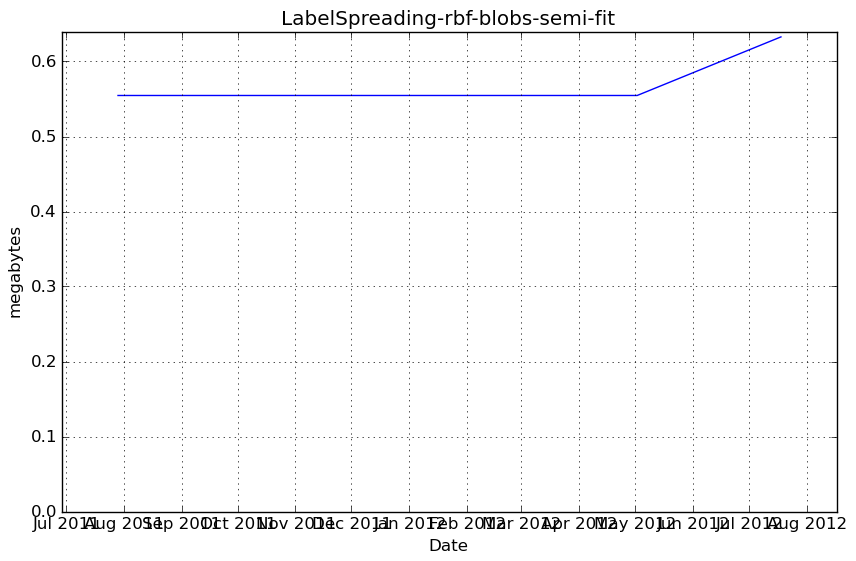 LabelSpreading-rbf-blobs-semi-fit
0.6
0.5
0.4
0.3
0.2
0.1
0.0
megabytes
Jul 2011 Aug 2011 Sep 2011 Oct 2011 Nov 2011 Dec 2011 Jan 2012 Feb 2012 Mar 2012 Apr 2012 May 2012 Jun 2012 Jul 2012 Aug 2012
Date